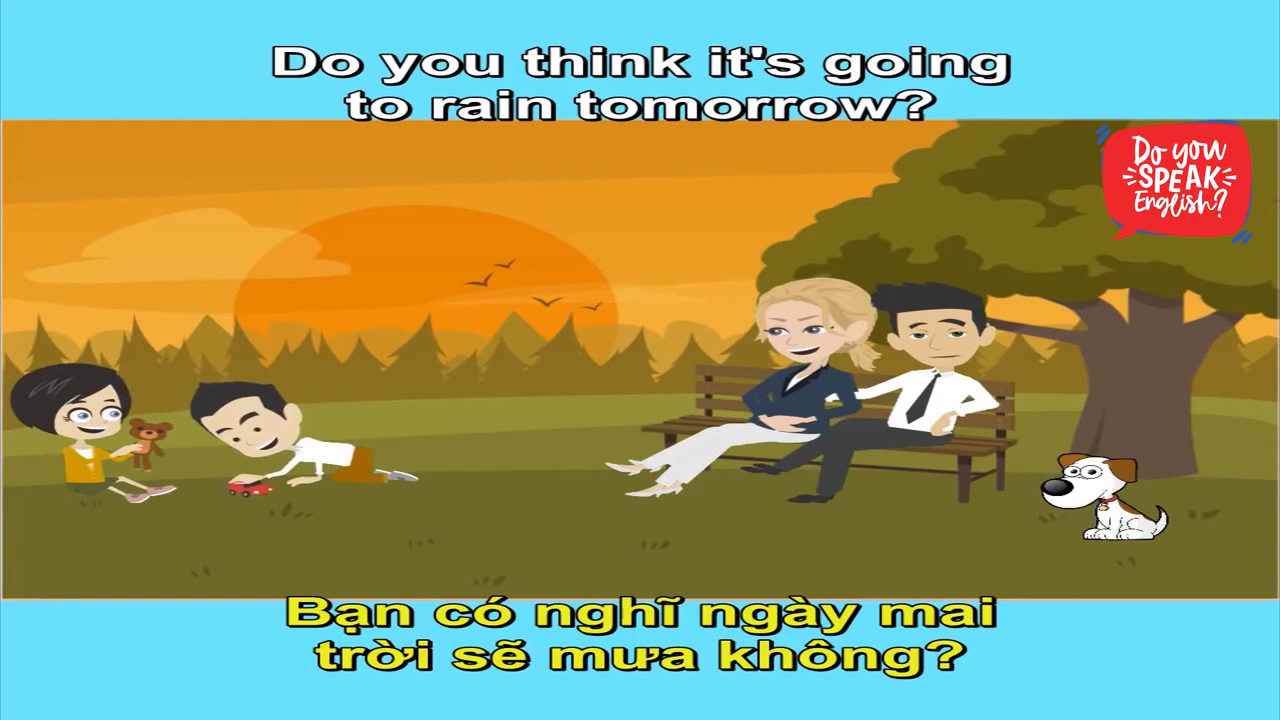 Do you think it's going
to rain tomorrow?
Do you
SPEAK
English?
Bạn có nghĩ ngày mai
trời sẽ mưa không?